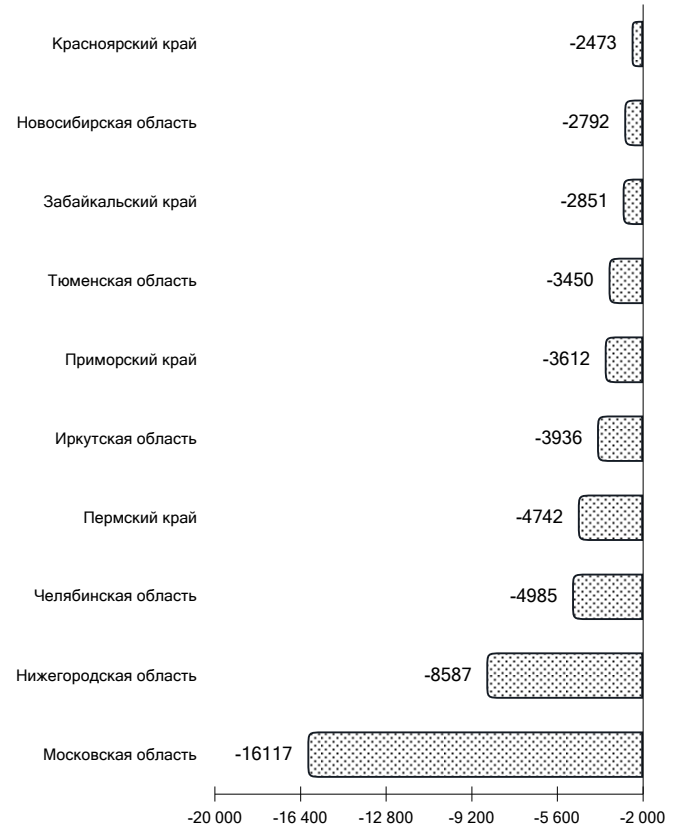 Красноярский край -2473
Новосибирская область -2792
Забайкальский край -2851
Тюменская область -3450
Приморский край -3612
Иркутская область -3936
Пермский край -4742
Челябинская область -4985
Нижегородская область -8587
Московская область -16117
-20 000 -16 400 -12 800 -9 200 -5 600 -2 000